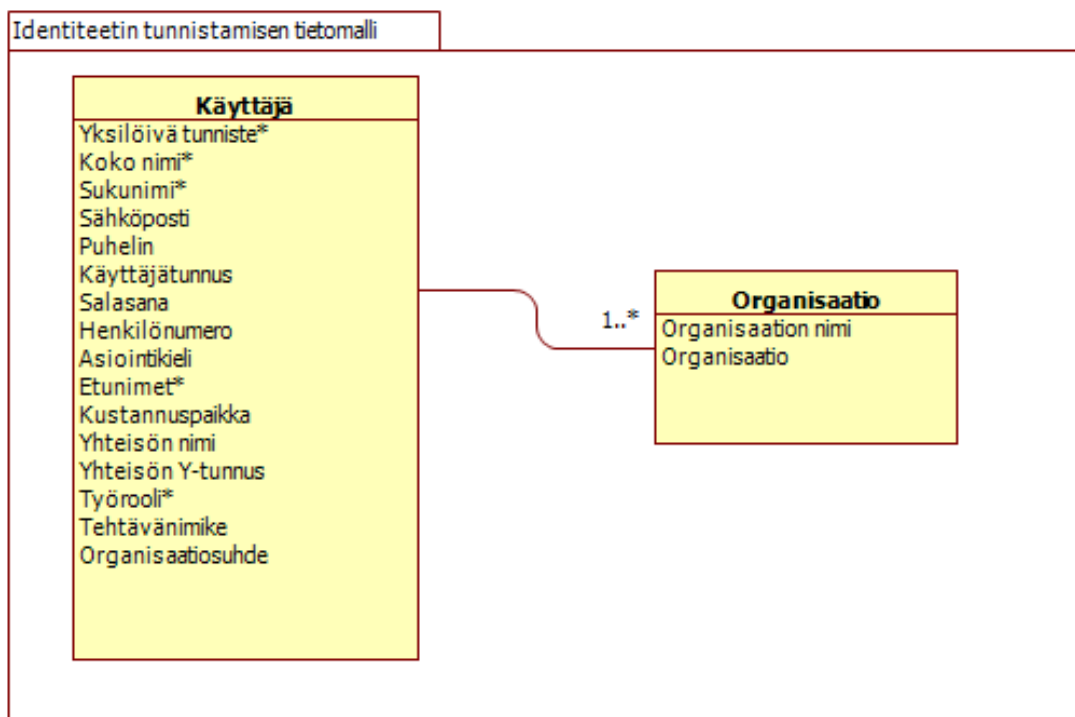 Identiteetin tunnistamisen tietomalli
Käyttäjä
Yksilöivä tunniste*
Koko nimi*
Sukunimi*
Sähköposti
Puhelin
Käyttäjätunnus
Salasana
Henkilönumero
Asiointikieli
Etunimet*
Kustannuspaikka
Yhteisön nimi
Yhteisön Y-tunnus
Työrooli*
Tehtävänimike
Organisaatiosuhde
1..*
Organisaatio
Organisaation nimi
Organisaatio